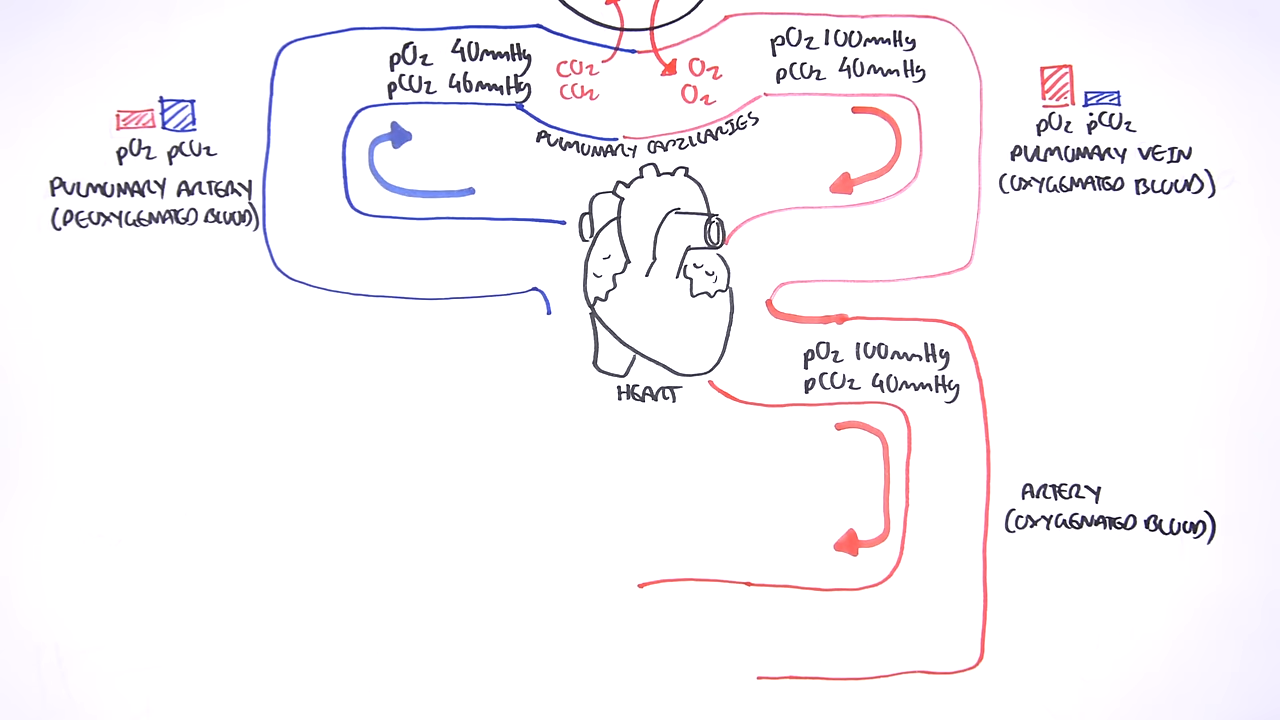 pO2 40mmHg
pCO2 46mmHg
CO2
CO2
O2
O2
pO2 100mmHg
pCO2 40mmHg
PULMONARY CAPILLARIES
pO2 pCO2
PULMONARY ARTERY
(DEOXYGENATED BLOOD)
pO2 pCO2
PULMONARY VEIN
(OXYGENATED BLOOD)
HEART
pO2 100mmHg
pCO2 40mmHg
ARTERY
(OXYGENATED BLOOD)